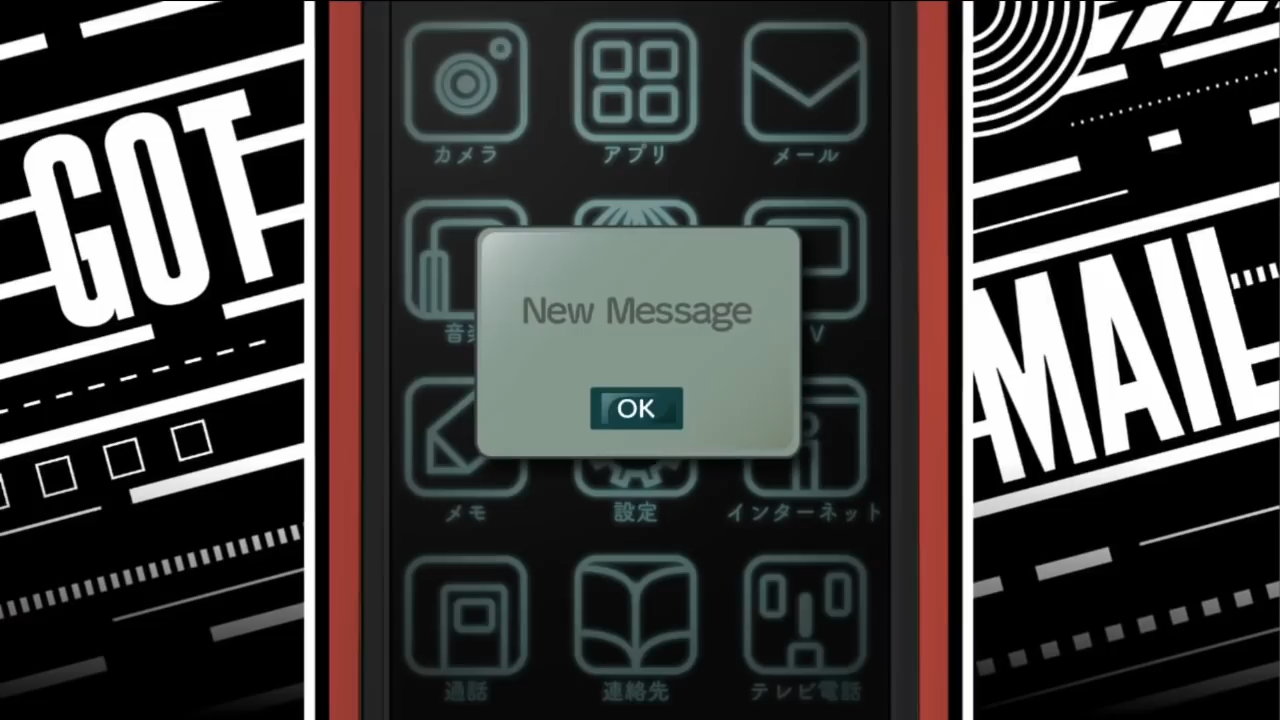 GOT
カメラ
アプリ
メール
New Message
OK
MAIL
音
V
メモ
設定
インターネット
通話
連絡先
テレビ電話